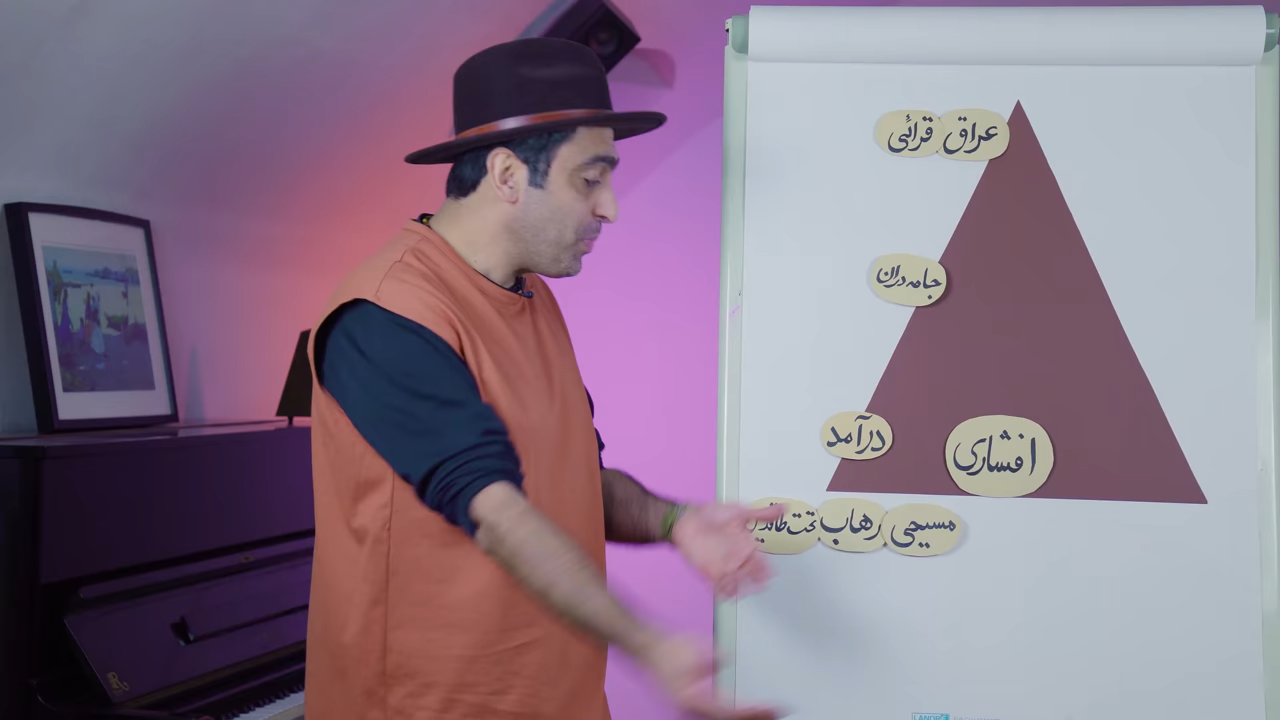 عراق قرائی
جامه دران
درآمد
افشاری
مسیحی رهاب تخت طاقدیس